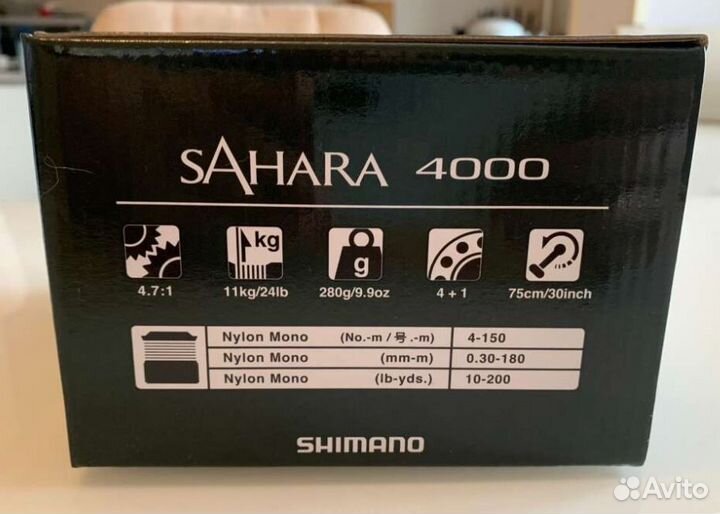 SAHARA 4000
kg
g
4.7:1 11kg/24lb 280g/9.9oz 4 + 1 75cm/30inch
Nylon Mono (No.-m / 号.-m) 4-150
Nylon Mono (mm-m) 0.30-180
Nylon Mono (lb-yds.) 10-200
SHIMANO
Avito